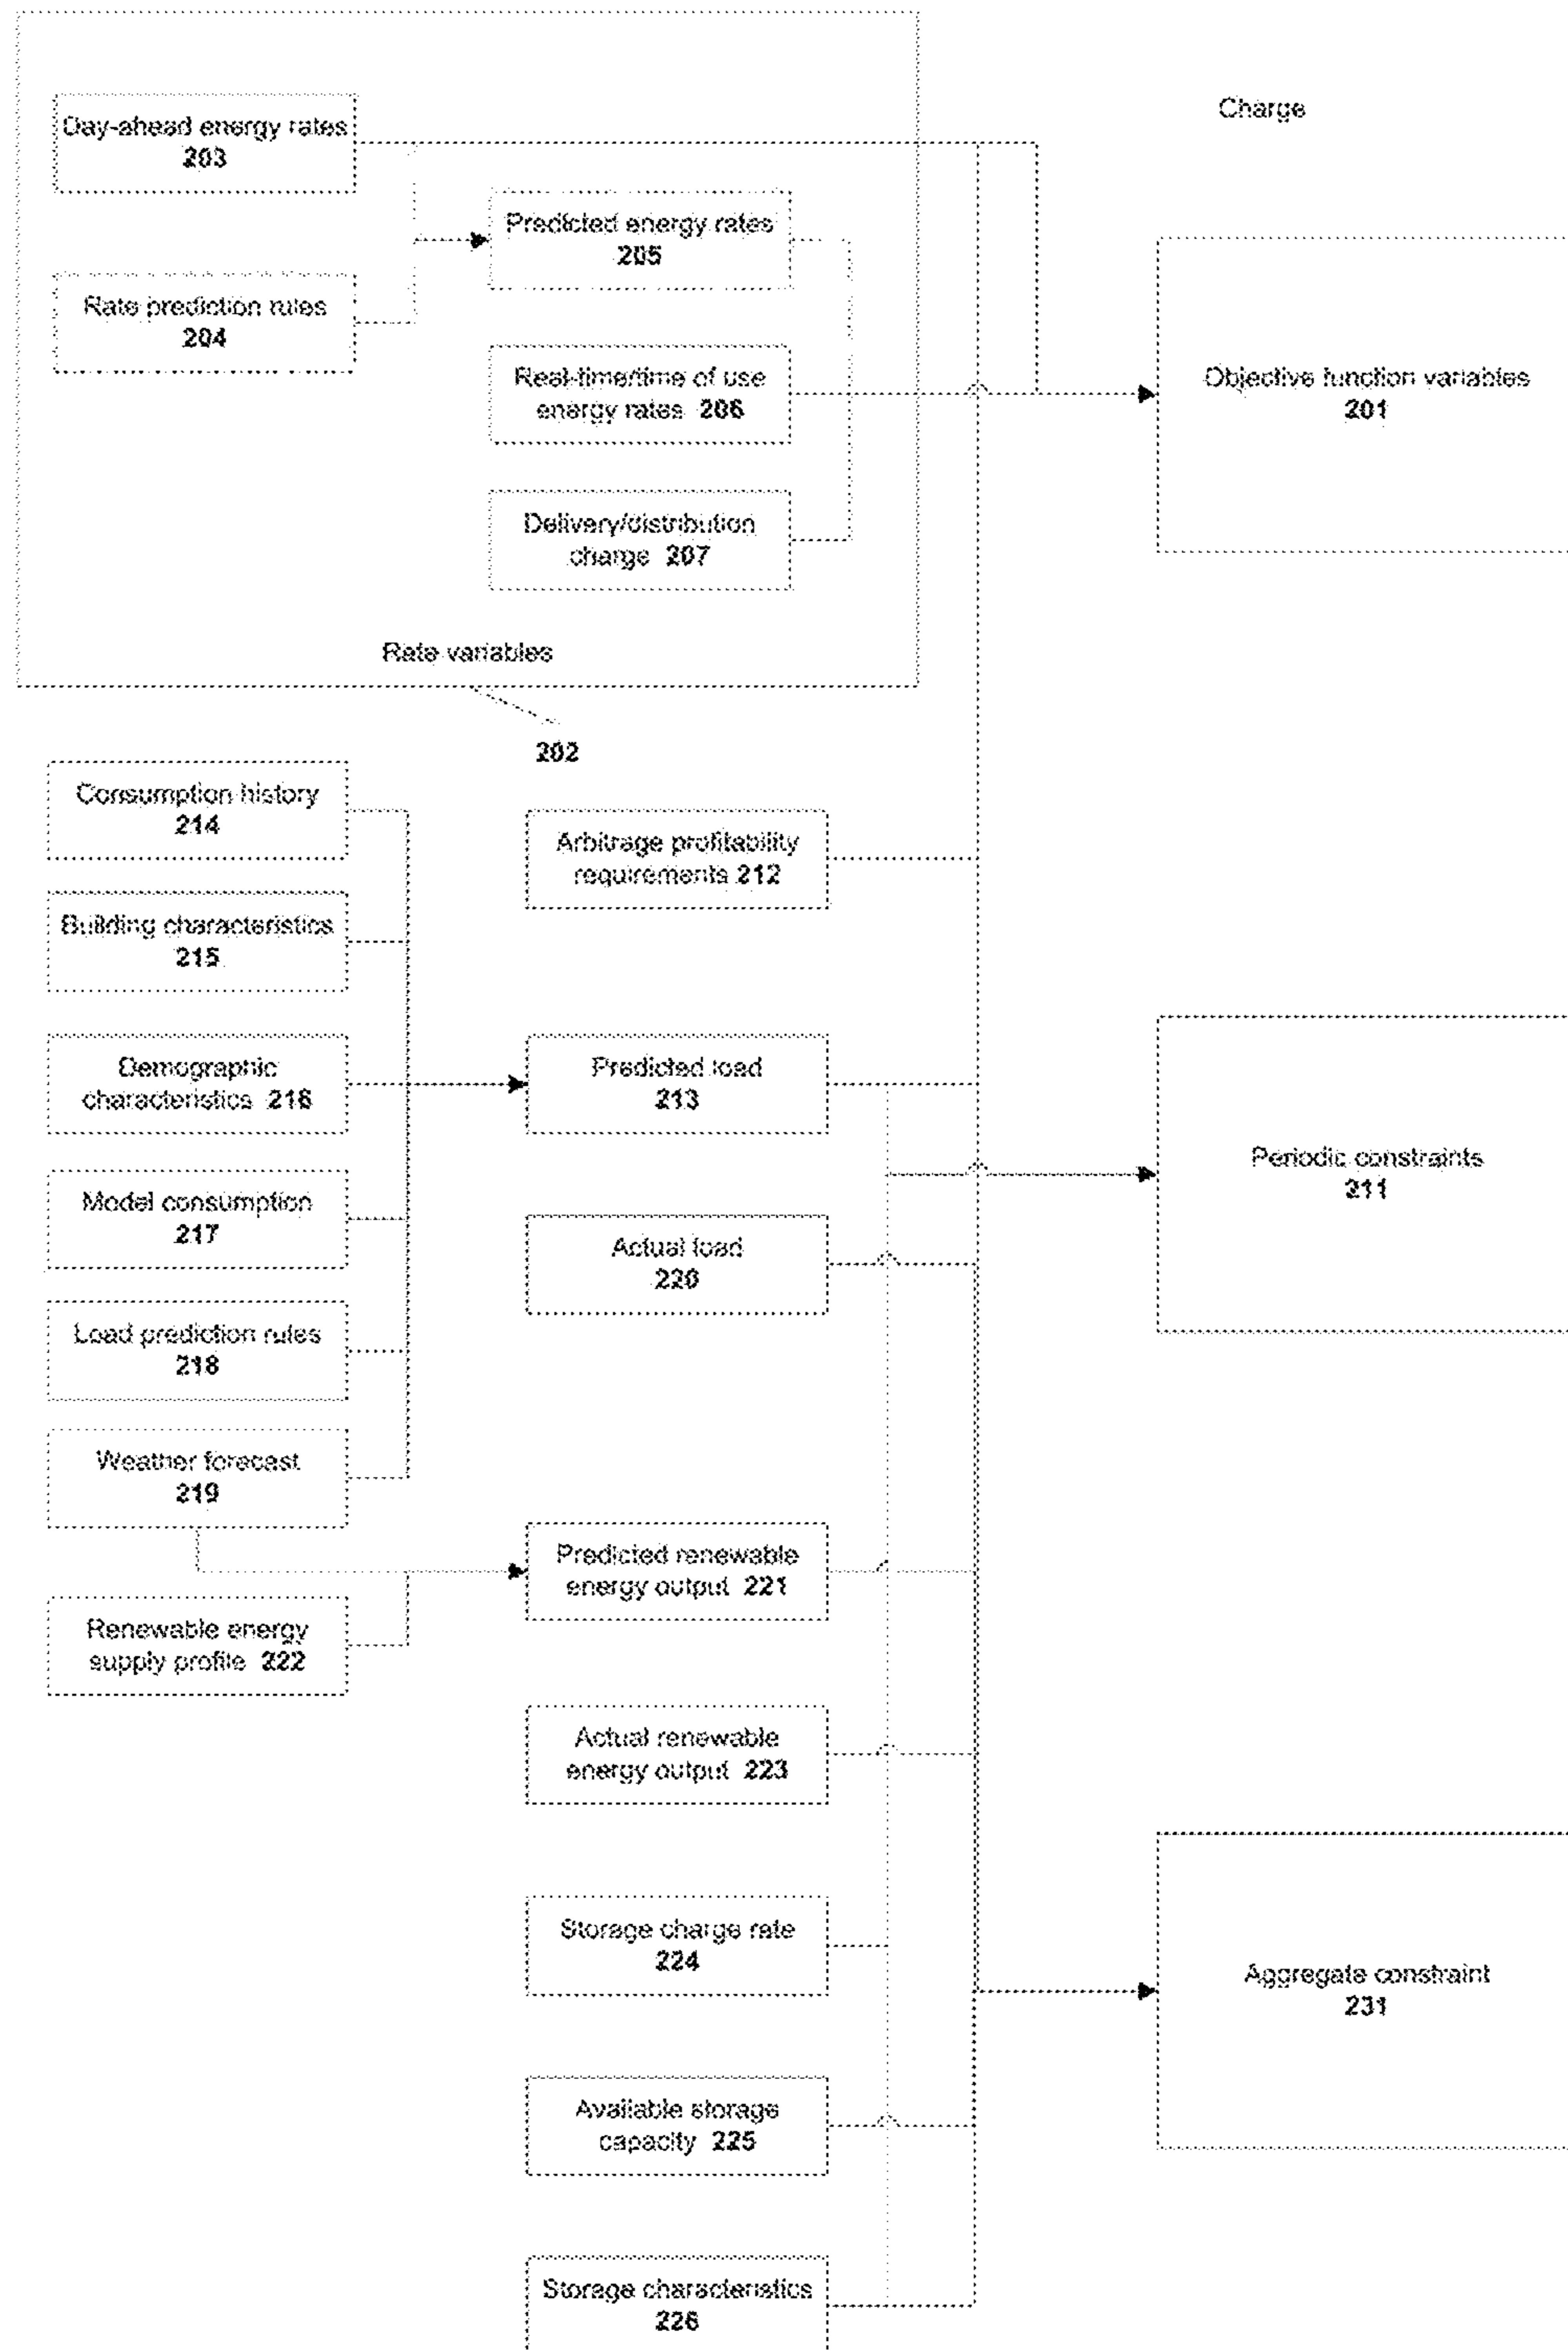 Charge
Day-ahead energy rates
203
Predicted energy rates
205
Rate prediction rules
204
Real-time/time of use
energy rates 206
Objective function variables
201
Delivery/distribution
charge 207
Rate variables
202
Consumption history
214
Arbitrage profitability
requirements 212
Building characteristics
215
Demographic
characteristics 216
Predicted load
213
Periodic constraints
211
Model consumption
217
Actual load
220
Load prediction rules
218
Weather forecast
219
Predicted renewable
energy output 221
Renewable energy
supply profile 222
Actual renewable
energy output 223
Storage charge rate
224
Aggregate constraint
231
Available storage
capacity 225
Storage characteristics
226